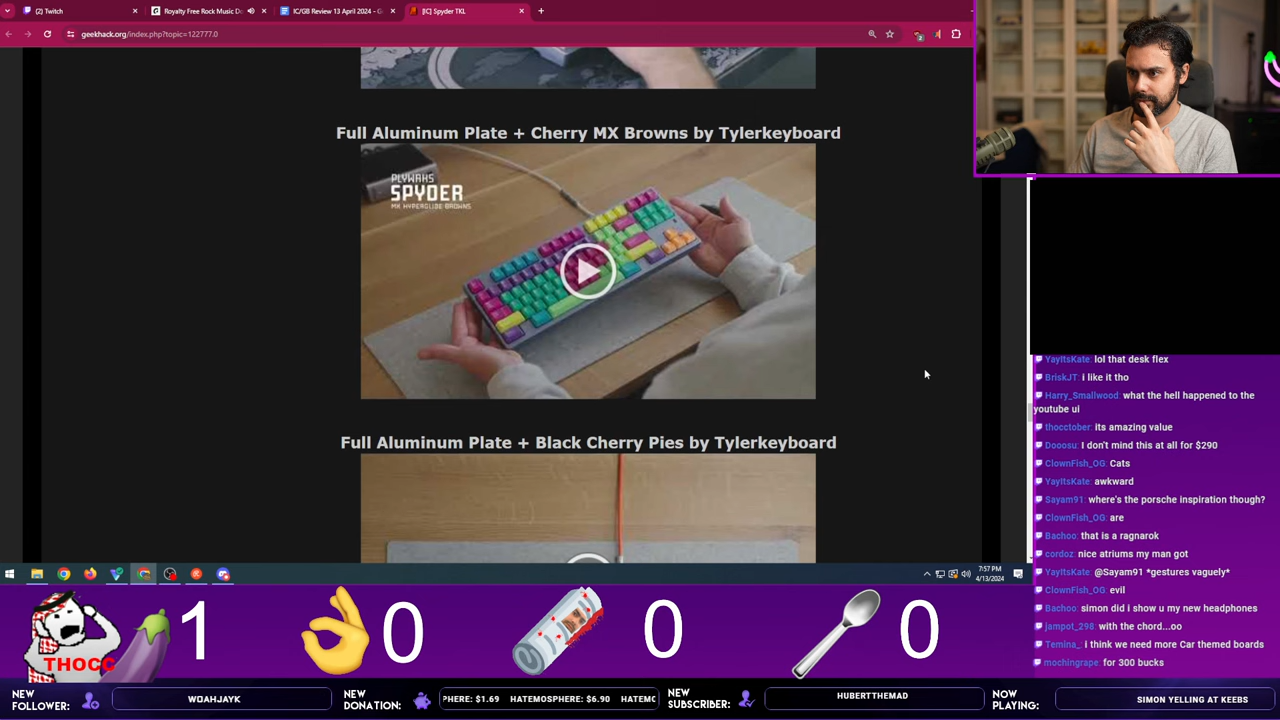 (2) Twitch
Royalty Free Rock Music D
IC/GB Review 13 April 2024 - G
[IC] Spyder TKL
geekhack.org/index.php?topic=122777.0
Full Aluminum Plate + Cherry MX Browns by Tylerkeyboard
PLYWRHS
SPYDER
MX HYPERGLIDE BROWNS
Full Aluminum Plate + Black Cherry Pies by Tylerkeyboard
YayItsKate: lol that desk flex
BriskJT: i like it tho
Harry_Smallwood: what the hell happened to the
youtube ui
thocctober: its amazing value
Dooosu: I don't mind this at all for $290
ClownFish_OG: Cats
YayItsKate: awkward
Sayam91: where's the porsche inspiration though?
ClownFish_OG: are
Bachoo: that is a ragnarok
cordoz: nice atriums my man got
YayItsKate: @Sayam91 *gestures vaguely*
ClownFish_OG: evil
Bachoo: simon did i show u my new headphones
jampot_298: with the chord...oo
Temina_: i think we need more Car themed boards
mochingrape: for 300 bucks
7:57 PM
4/13/2024
THOCC
1
0
0
0
NEW
FOLLOWER:
WOAHJAYK
NEW
DONATION:
PHERE: $1.69 HATEMOSPHERE: $6.90 HATEMO
NEW
SUBSCRIBER:
HUBERTTHEMAD
NOW
PLAYING:
SIMON YELLING AT KEEBS